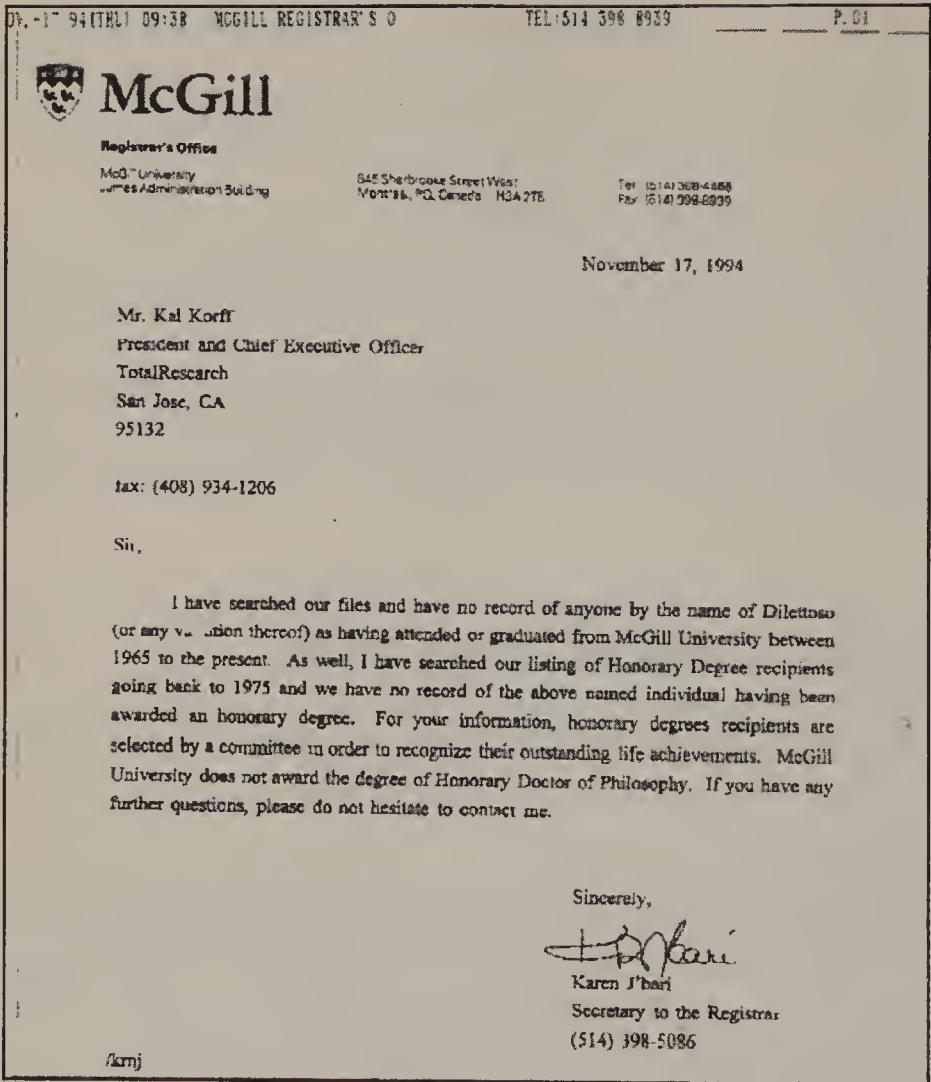 94(THU) 09:38 MCGILL REGISTRAR'S O TEL:514 398 8939 P.01
McGill
Registrar's Office
McGill University
James Administration Building
845 Sherbrooke Street West
Montréal, PQ, Canada H3A 2T5
Fax (514) 398-8939
November 17, 1994
Mr. Kal Korff
President and Chief Executive Officer
TotalResearch
San Jose, CA
95132
fax: (408) 934-1206
Sir,
I have searched our files and have no record of anyone by the name of Dilettoso
(or any thereof) as having attended or graduated from McGill University between
1965 to the present. As well, I have searched our listing of Honorary Degree recipients
going back to 1975 and we have no record of the above named individual having been
awarded an honorary degree. For your information, honorary degrees recipients are
selected by a committee in order to recognize their outstanding life achievements. McGill
University does not award the degree of Honorary Doctor of Philosophy. If you have any
further questions, please do not hesitate to contact me.
Sincerely,
Karen J'bari
Secretary to the Registrar
(514) 398-5086
/krnj